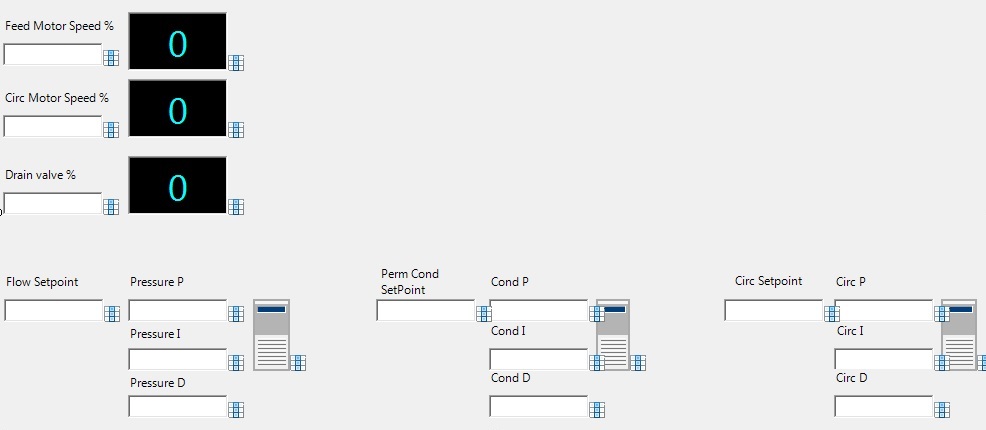 Feed Motor Speed %
0
Circ Motor Speed %
0
Drain valve %
0
Flow Setpoint
Pressure P
Pressure I
Pressure D
Perm Cond
SetPoint
Cond P
Cond I
Cond D
Circ Setpoint
Circ P
Circ I
Circ D